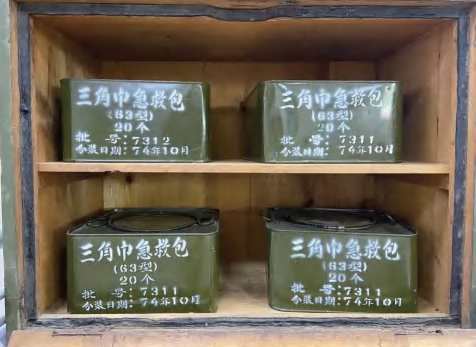 三角巾急救包
(63型)
20个
批号:7312
分装日期:74年10月
三角巾急救包
(63型)
20个
批号:7311
分装日期:74年10月
三角巾急救包
(63型)
20个
批号:7311
分装日期:74年10月
三角巾急救包
(63型)
20个
批号:7311
分装日期:74年10月